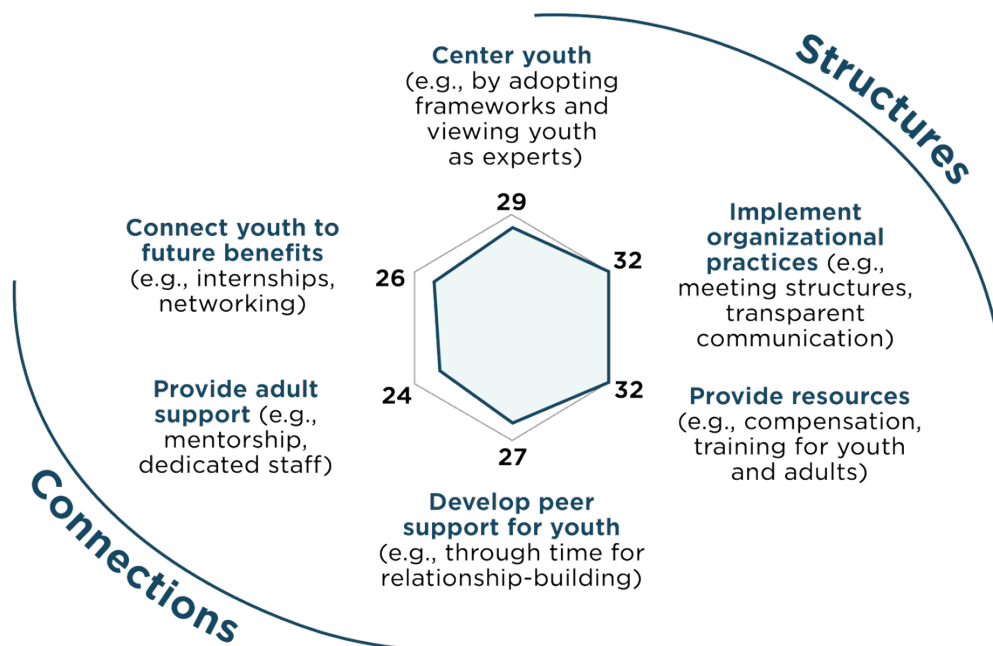 Structures
Center youth
(e.g., by adopting
frameworks and
viewing youth
as experts)
29
Implement
organizational
practices (e.g.,
meeting structures,
transparent
communication)
32
Provide resources
(e.g., compensation,
training for youth
and adults)
32
Develop peer
support for youth
(e.g., through time for
relationship-building)
27
Provide adult
support (e.g.,
mentorship,
dedicated staff)
24
Connect youth to
future benefits
(e.g., internships,
networking)
26
Connections